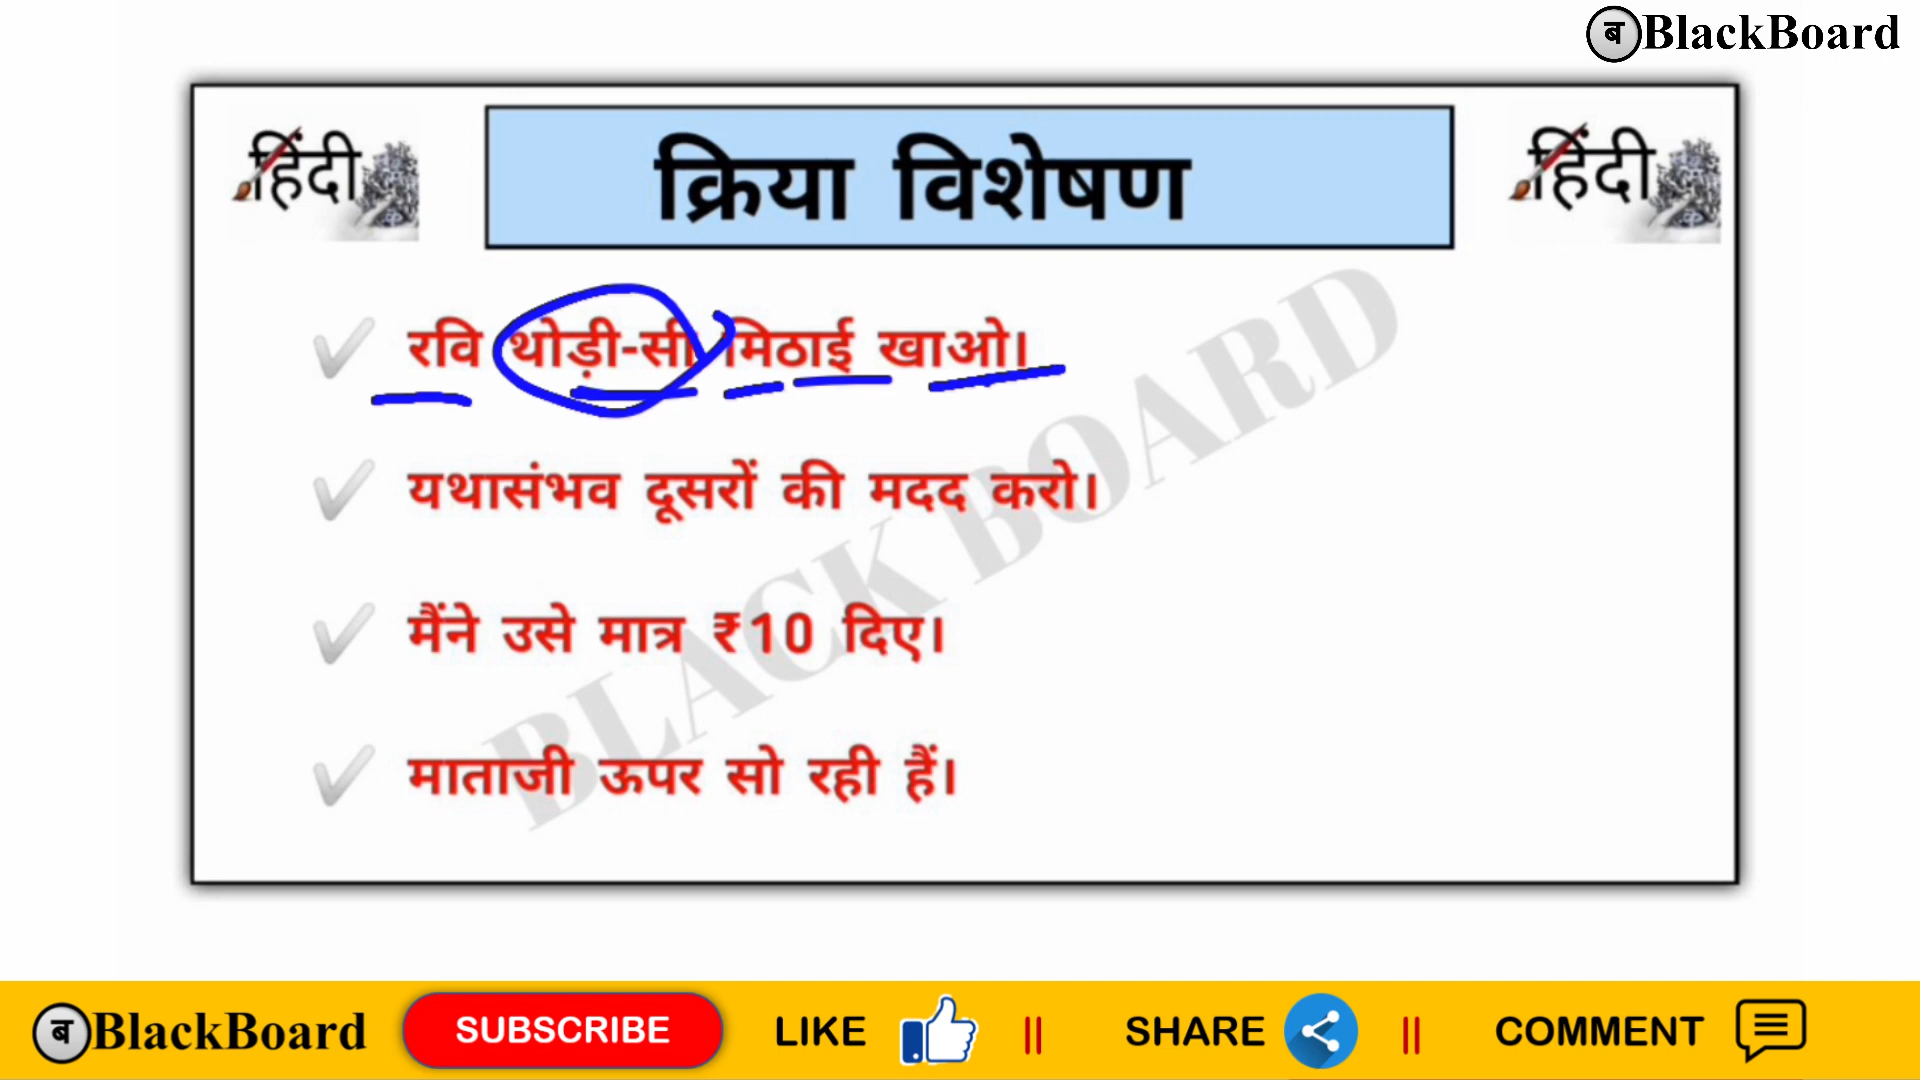 ब BlackBoard
हिंदी
क्रिया विशेषण
हिंदी
रवि थोड़ी-सी मिठाई खाओ।
यथासंभव दूसरों की मदद करो।
मैंने उसे मात्र ₹10 दिए।
माताजी ऊपर सो रही हैं।
BLACK BOARD
ब BlackBoard SUBSCRIBE LIKE || SHARE || COMMENT